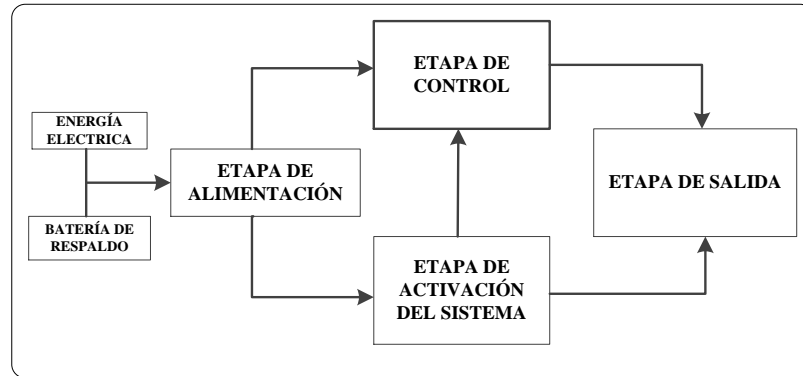 ETAPA DE
CONTROL
ENERGÍA
ELECTRICA
ETAPA DE
ALIMENTACIÓN
ETAPA DE SALIDA
BATERÍA DE
RESPALDO
ETAPA DE
ACTIVACIÓN
DEL SISTEMA